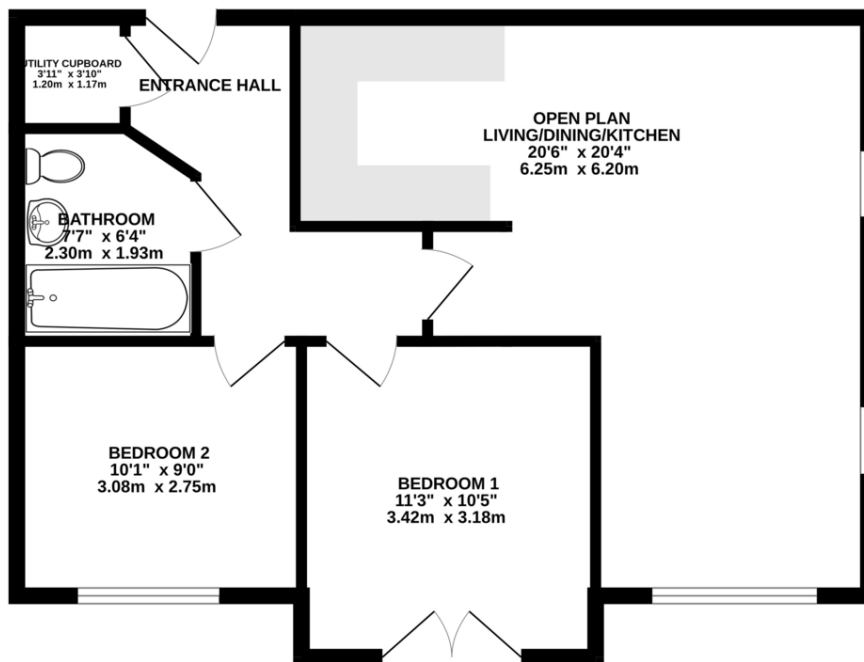 UTILITY CUPBOARD
3'11" x 3'10"
1.20m x 1.17m
ENTRANCE HALL
OPEN PLAN
LIVING/DINING/KITCHEN
20'6" x 20'4"
6.25m x 6.20m
BATHROOM
7'7" x 6'4"
2.30m x 1.93m
BEDROOM 2
10'1" x 9'0"
3.08m x 2.75m
BEDROOM 1
11'3" x 10'5"
3.42m x 3.18m